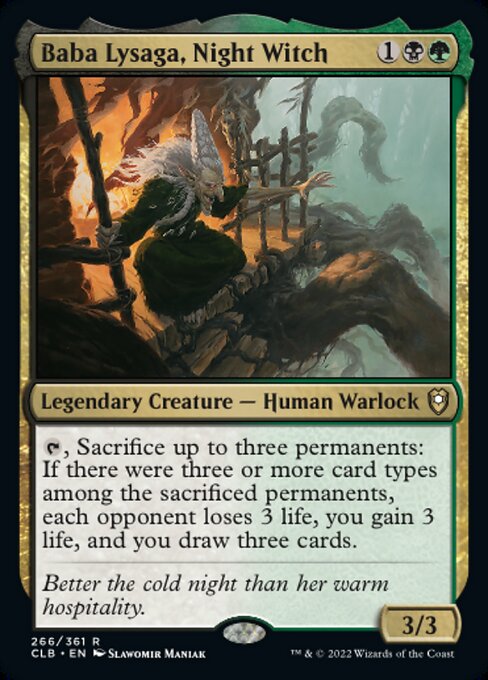 Baba Lysaga, Night Witch 1
Legendary Creature — Human Warlock
, Sacrifice up to three permanents:
If there were three or more card types
among the sacrificed permanents,
each opponent loses 3 life, you gain 3
life, and you draw three cards.
Better the cold night than her warm
hospitality.
3/3
266/361 R
CLB • EN SLAWOMIR MANIAK
™ & © 2022 Wizards of the Coast